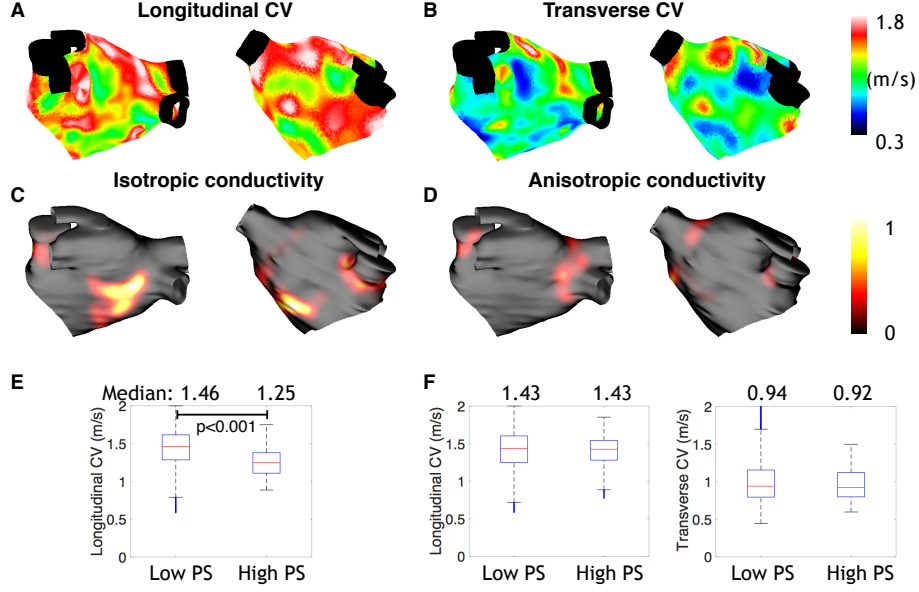 A Longitudinal CV
B Transverse CV
1.8
(m/s)
0.3
C Isotropic conductivity
D Anisotropic conductivity
1
0
E
Median: 1.46 1.25
p<0.001
Longitudinal CV (m/s)
2
1.5
1
0.5
0
Low PS High PS
F
1.43 1.43
Longitudinal CV (m/s)
2
1.5
1
0.5
0
Low PS High PS
0.94 0.92
Transverse CV (m/s)
2
1.5
1
0.5
0
Low PS High PS